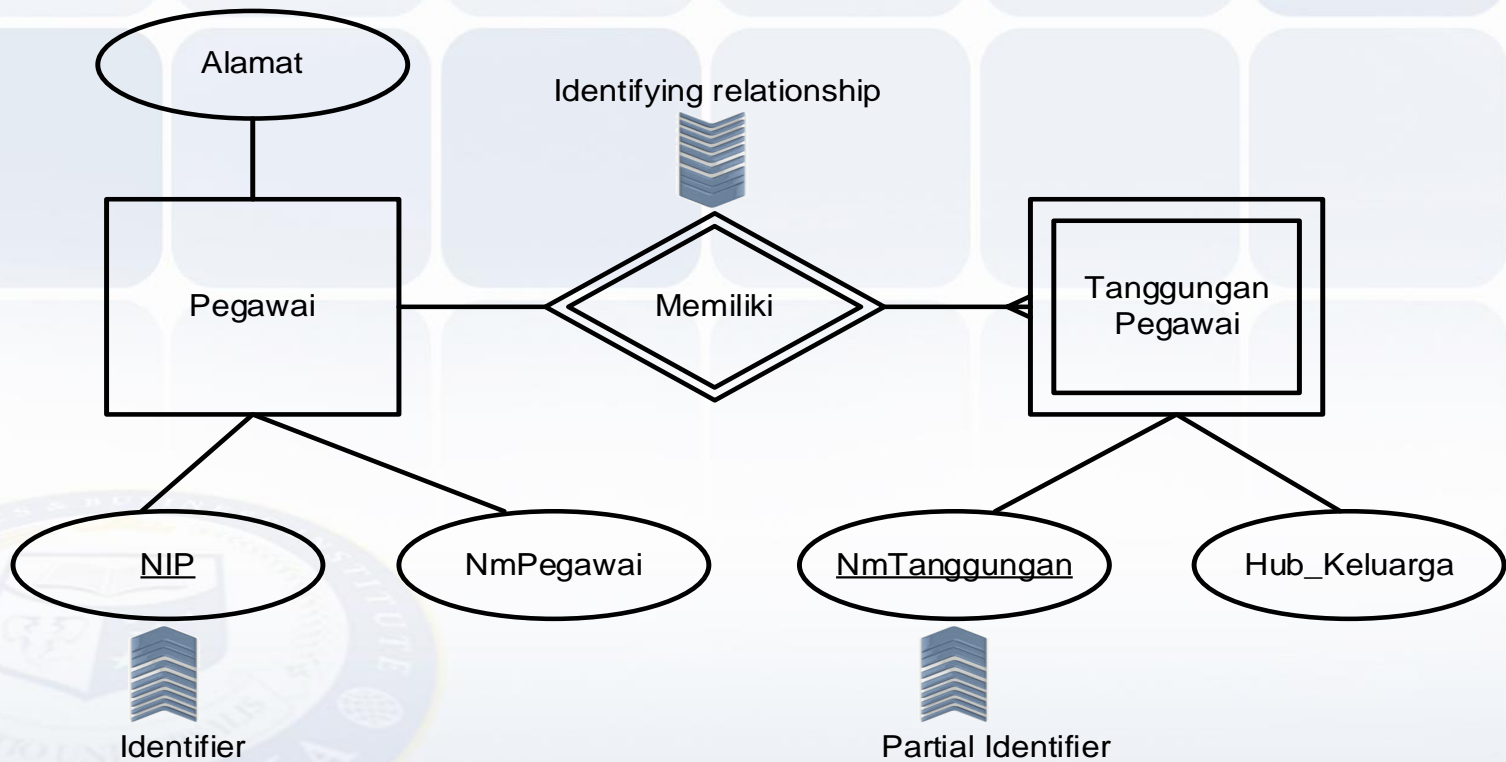 Alamat
Identifying relationship
Pegawai
Memiliki
Tanggungan
Pegawai
NIP
NmPegawai
NmTanggungan
Hub_Keluarga
Identifier
Partial Identifier